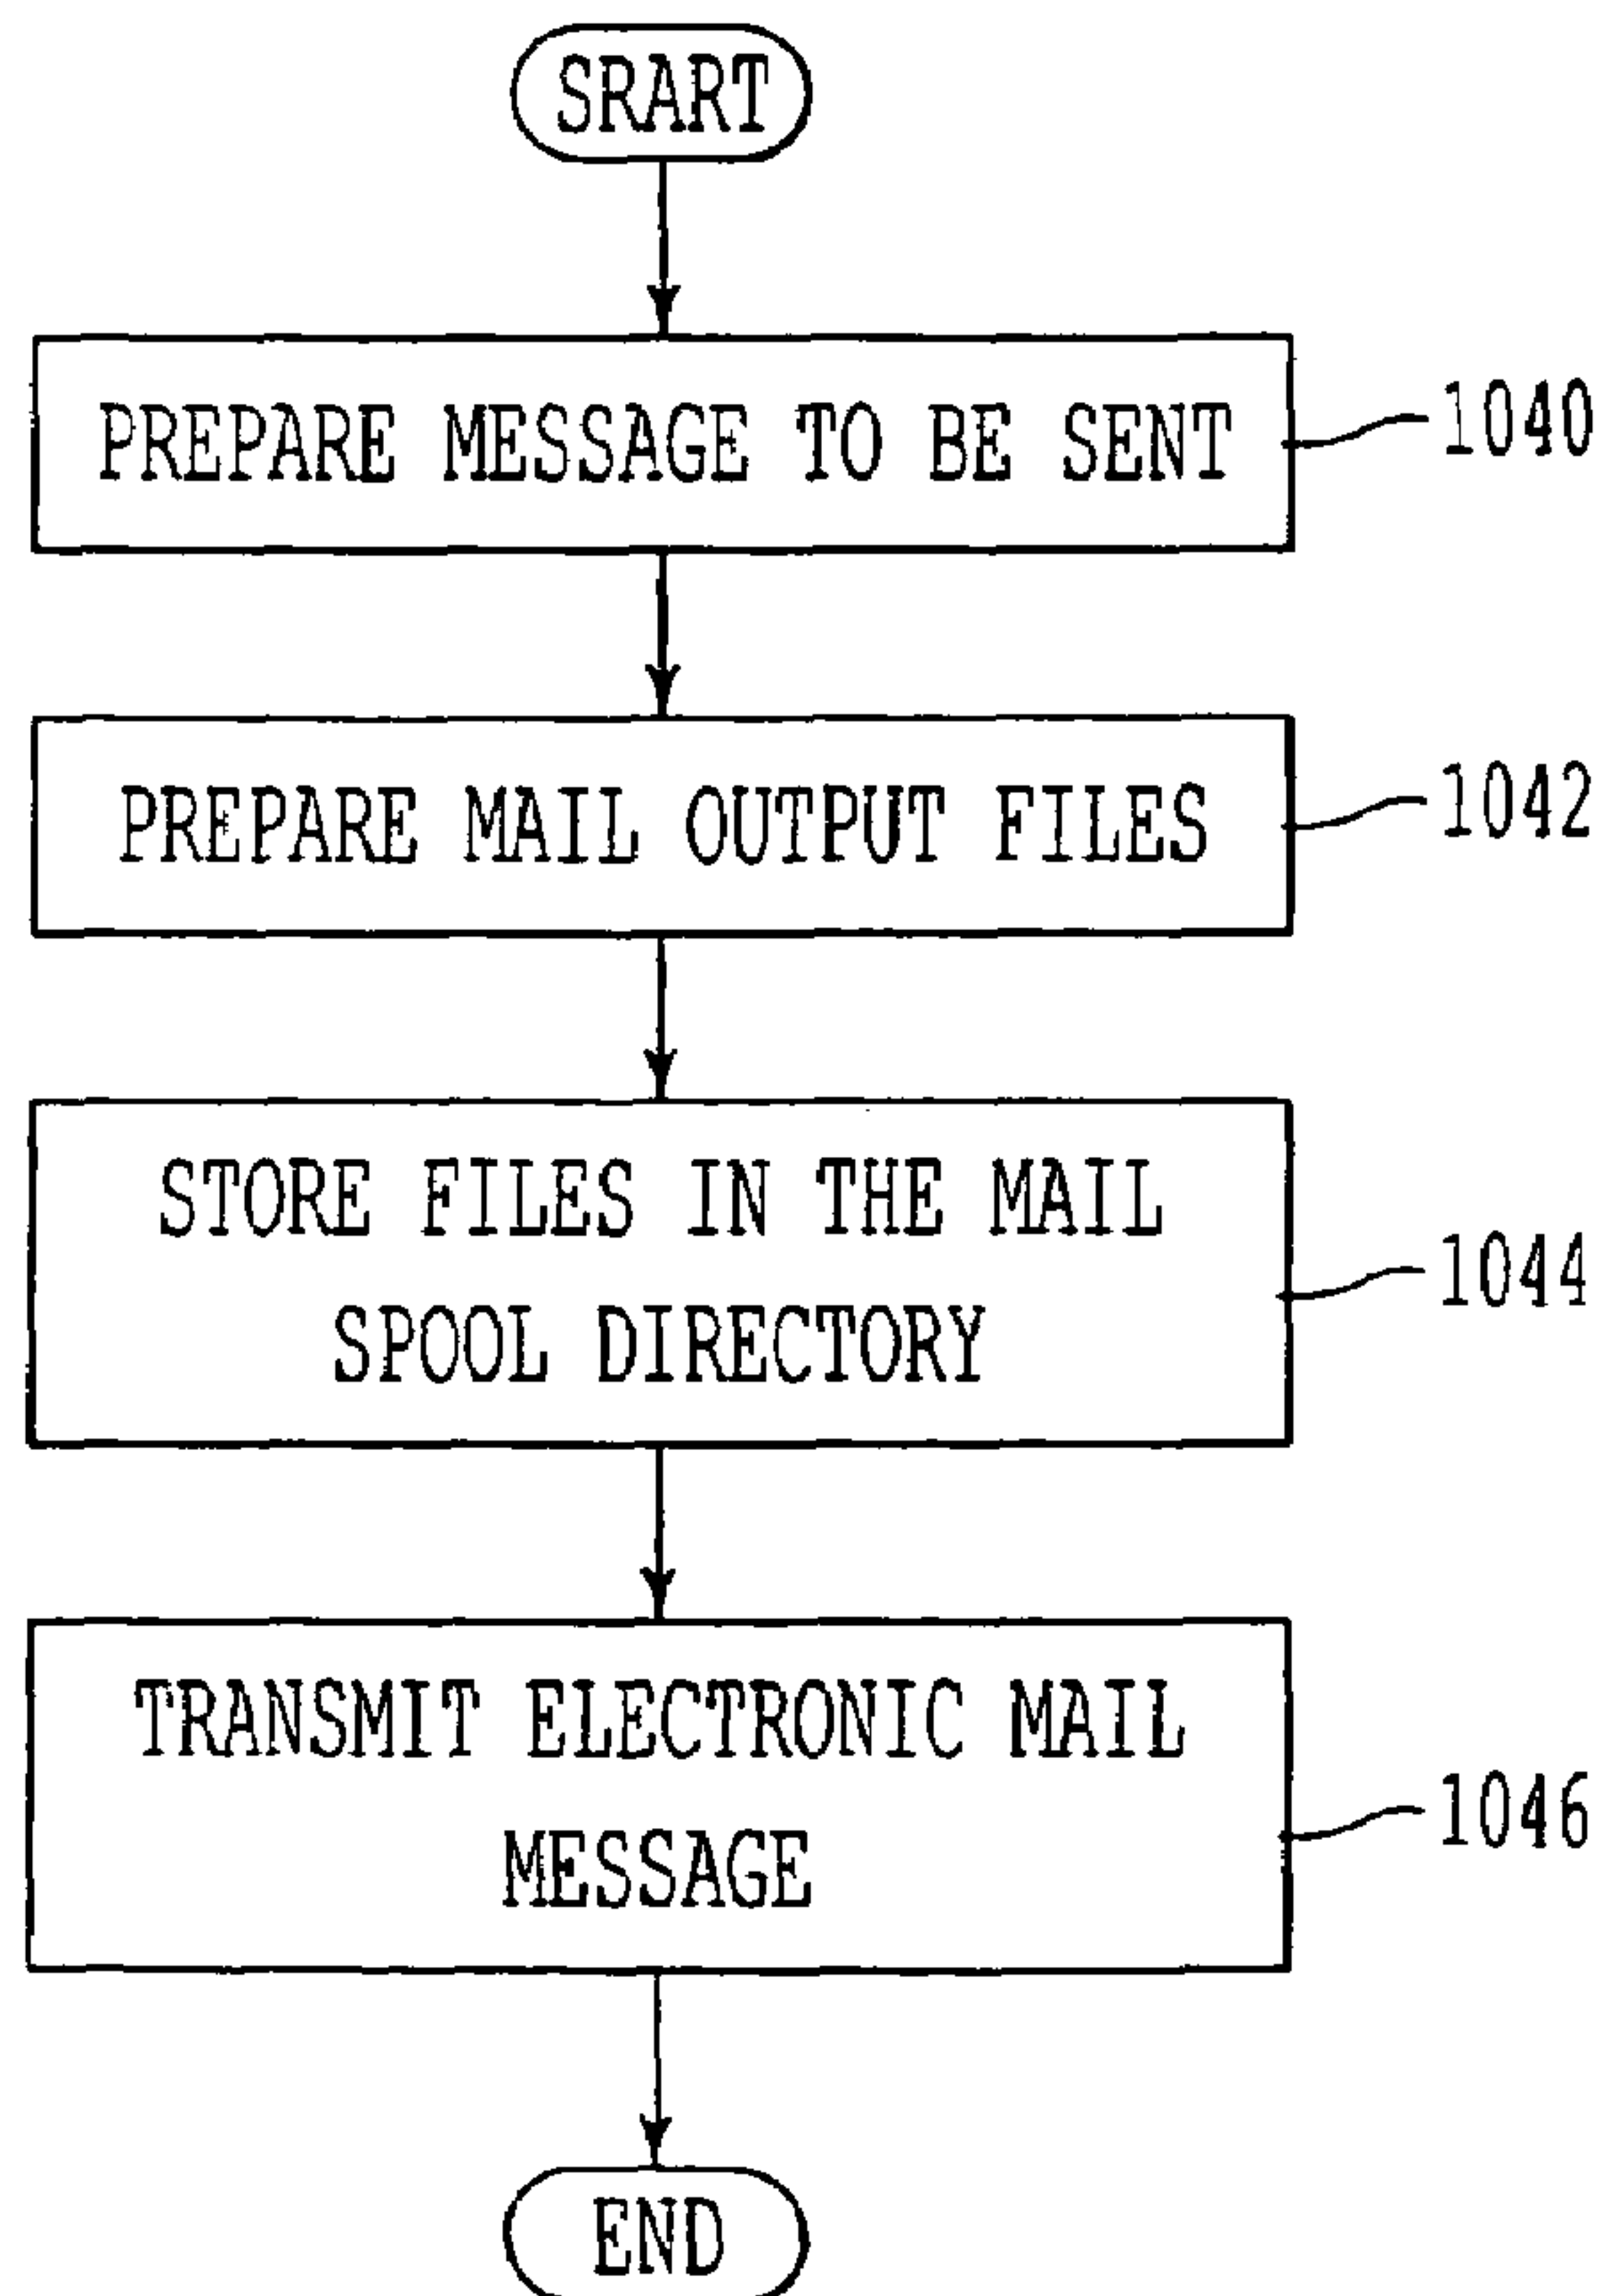 SRART
PREPARE MESSAGE TO BE SENT
1040
PREPARE MAIL OUTPUT FILES
1042
STORE FILES IN THE MAIL
SPOOL DIRECTORY
1044
TRANSMIT ELECTRONIC MAIL
MESSAGE
1046
END